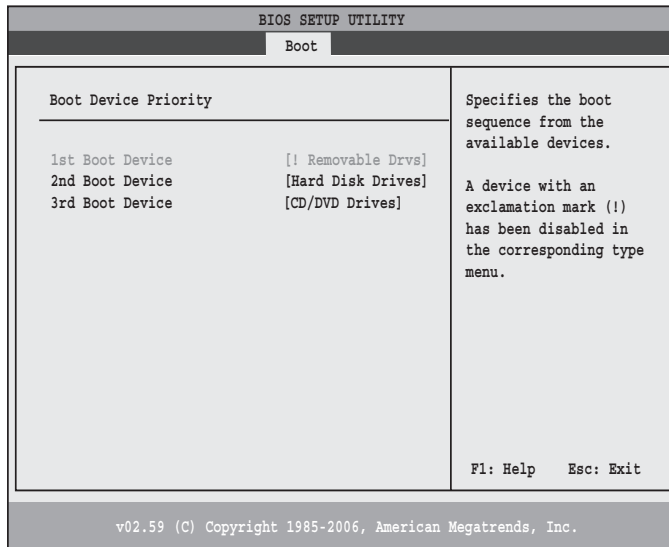 BIOS SETUP UTILITY
Boot
Boot Device Priority
1st Boot Device [! Removable Drvs]
2nd Boot Device [Hard Disk Drives]
3rd Boot Device [CD/DVD Drives]
Specifies the boot
sequence from the
available devices.
A device with an
exclamation mark (!)
has been disabled in
the corresponding type
menu.
F1: Help Esc: Exit
v02.59 (C) Copyright 1985-2006, American Megatrends, Inc.